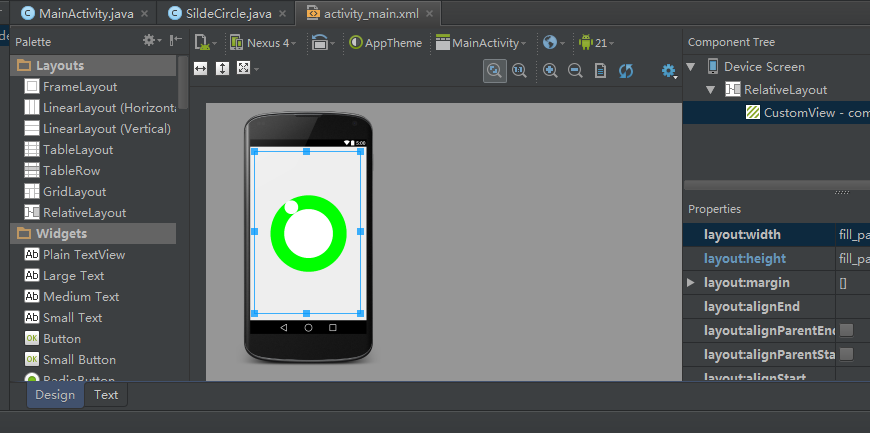 MainActivity.java
SildeCircle.java
activity_main.xml
Palette
Nexus 4
AppTheme
MainActivity
21
Component Tree
Layouts
FrameLayout
LinearLayout (Horizonta
LinearLayout (Vertical)
TableLayout
TableRow
GridLayout
RelativeLayout
Widgets
Plain TextView
Large Text
Medium Text
Small Text
Button
Small Button
RadioButton
5:00
Device Screen
RelativeLayout
CustomView - com
Properties
layout:width fill_pa
layout:height fill_pa
layout:margin []
layout:alignEnd
layout:alignParentEnd
layout:alignParentSta
layout:alignStart
Design Text